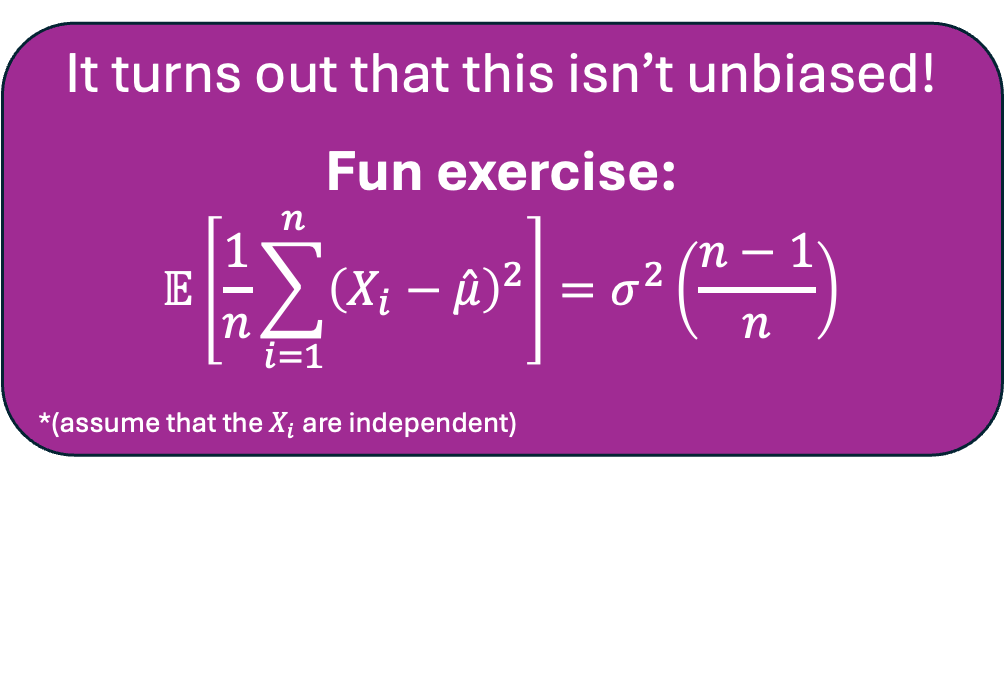 It turns out that this isn’t unbiased!
Fun exercise:
𝔼 [1/n ∑_{i=1}^{n} (X_i − μ̂)²] = σ² ((n − 1)/n)
*(assume that the X_i are independent)